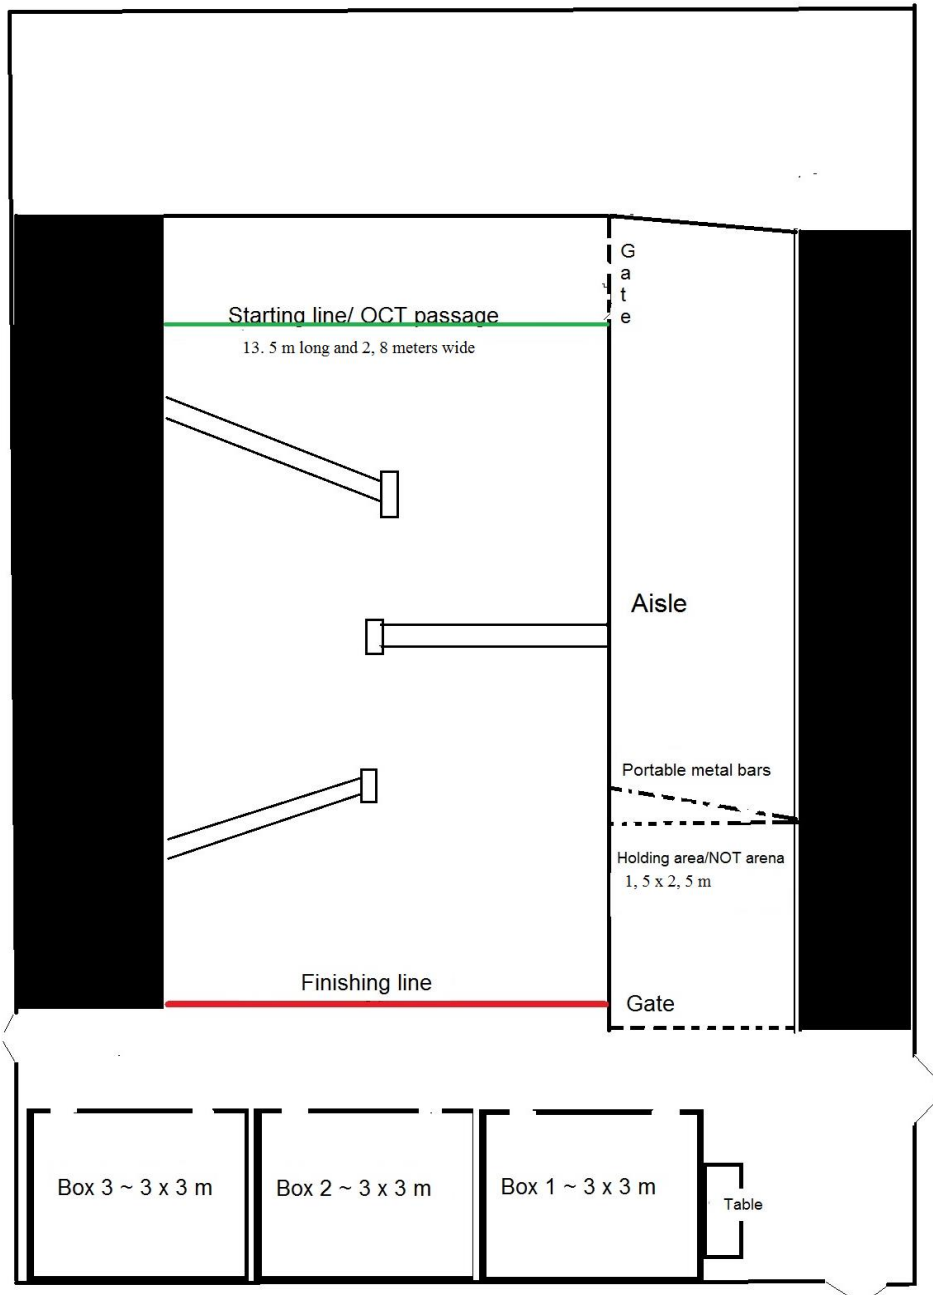 Gate
Starting line/ OCT passage
13. 5 m long and 2, 8 meters wide
Aisle
Portable metal bars
Holding area/NOT arena
1, 5 x 2, 5 m
Finishing line
Gate
Box 3 ~ 3 x 3 m
Box 2 ~ 3 x 3 m
Box 1 ~ 3 x 3 m
Table